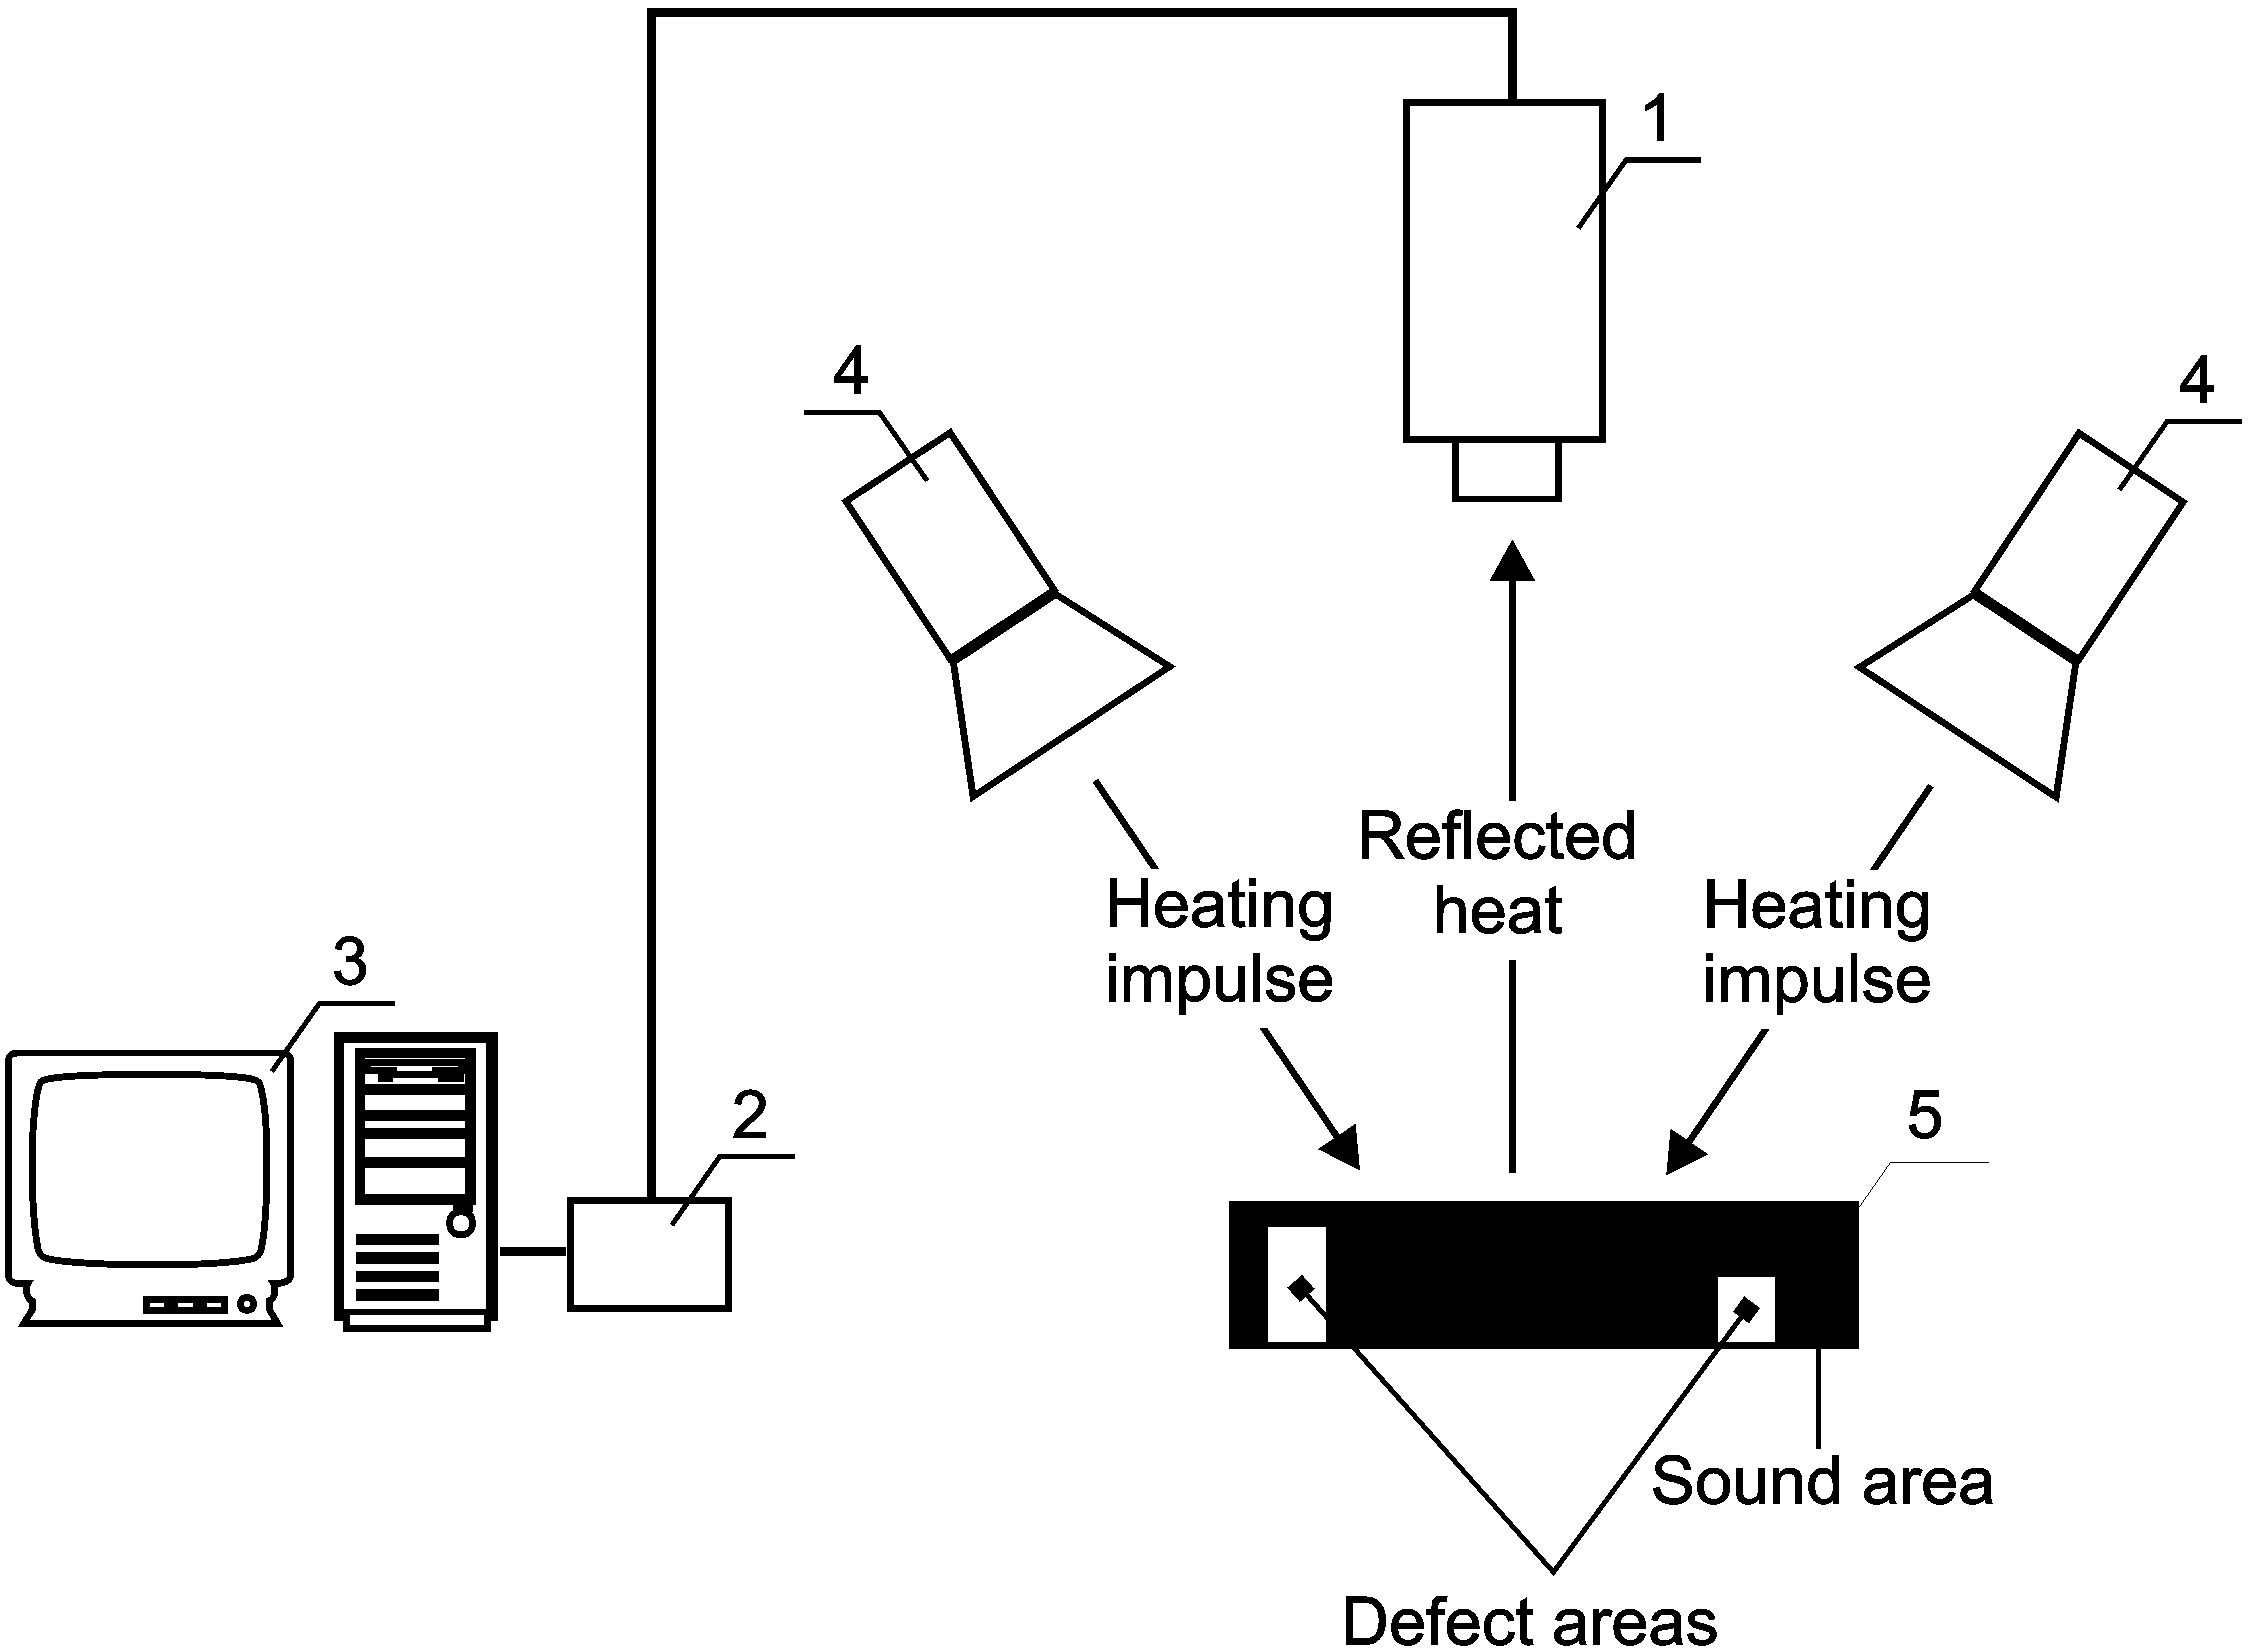 1
4
4
Reflected
heat
Heating
impulse
Heating
impulse
3
2
5
Sound area
Defect areas